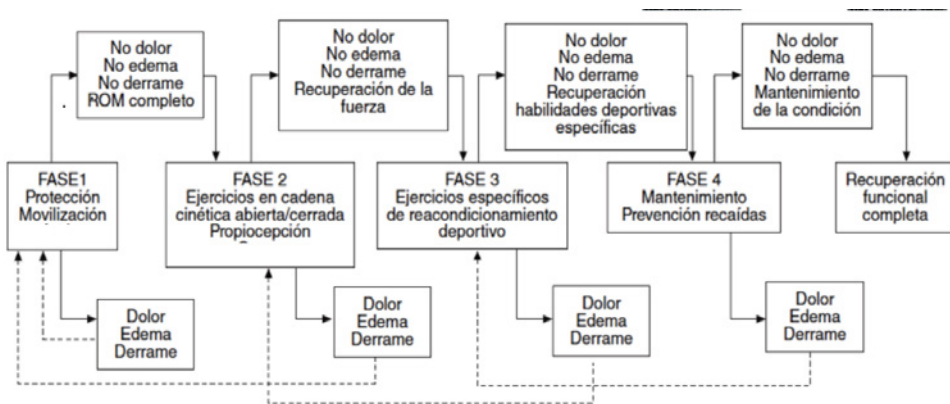 No dolor
No edema
No derrame
ROM completo
No dolor
No edema
No derrame
Recuperación de la
fuerza
No dolor
No edema
No derrame
Recuperación
habilidades deportivas
específicas
No dolor
No edema
No derrame
Mantenimiento
de la condición
FASE1
Protección
Movilización
FASE 2
Ejercicios en cadena
cinética abierta/cerrada
Propiocepción
FASE 3
Ejercicios específicos
de reacondicionamiento
deportivo
FASE 4
Mantenimiento
Prevención recaídas
Recuperación
funcional
completa
Dolor
Edema
Derrame
Dolor
Edema
Derrame
Dolor
Edema
Derrame
Dolor
Edema
Derrame